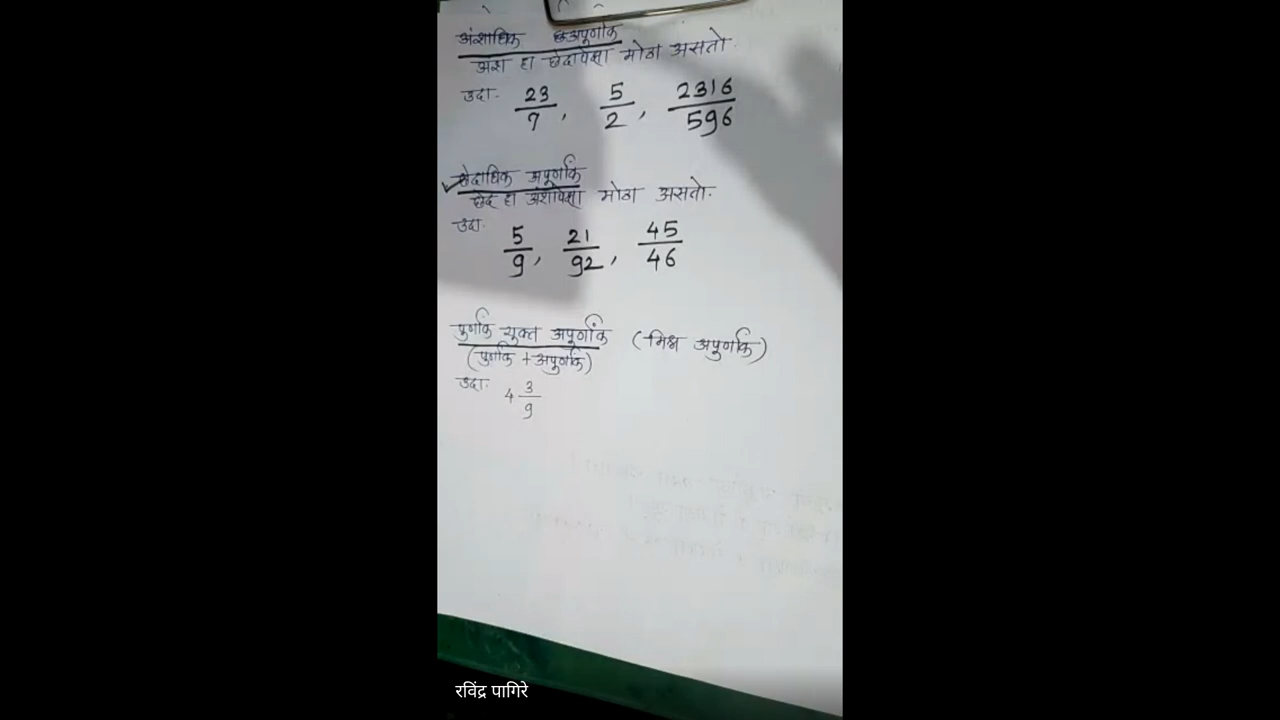 अंशाधिक अपूर्णांक
अंश हा छेदापेक्षा मोठा असतो.
उदा. 23/7, 5/2, 2316/596
छेदाधिक अपूर्णांक
छेद हा अंशापेक्षा मोठा असतो.
उदा. 5/9, 21/92, 45/46
पुर्णांक युक्त अपूर्णांक (मिश्र अपुर्णांक)
(पुर्णांक + अपूर्णांक)
उदा. 4 3/9
रविंद्र पागिरे